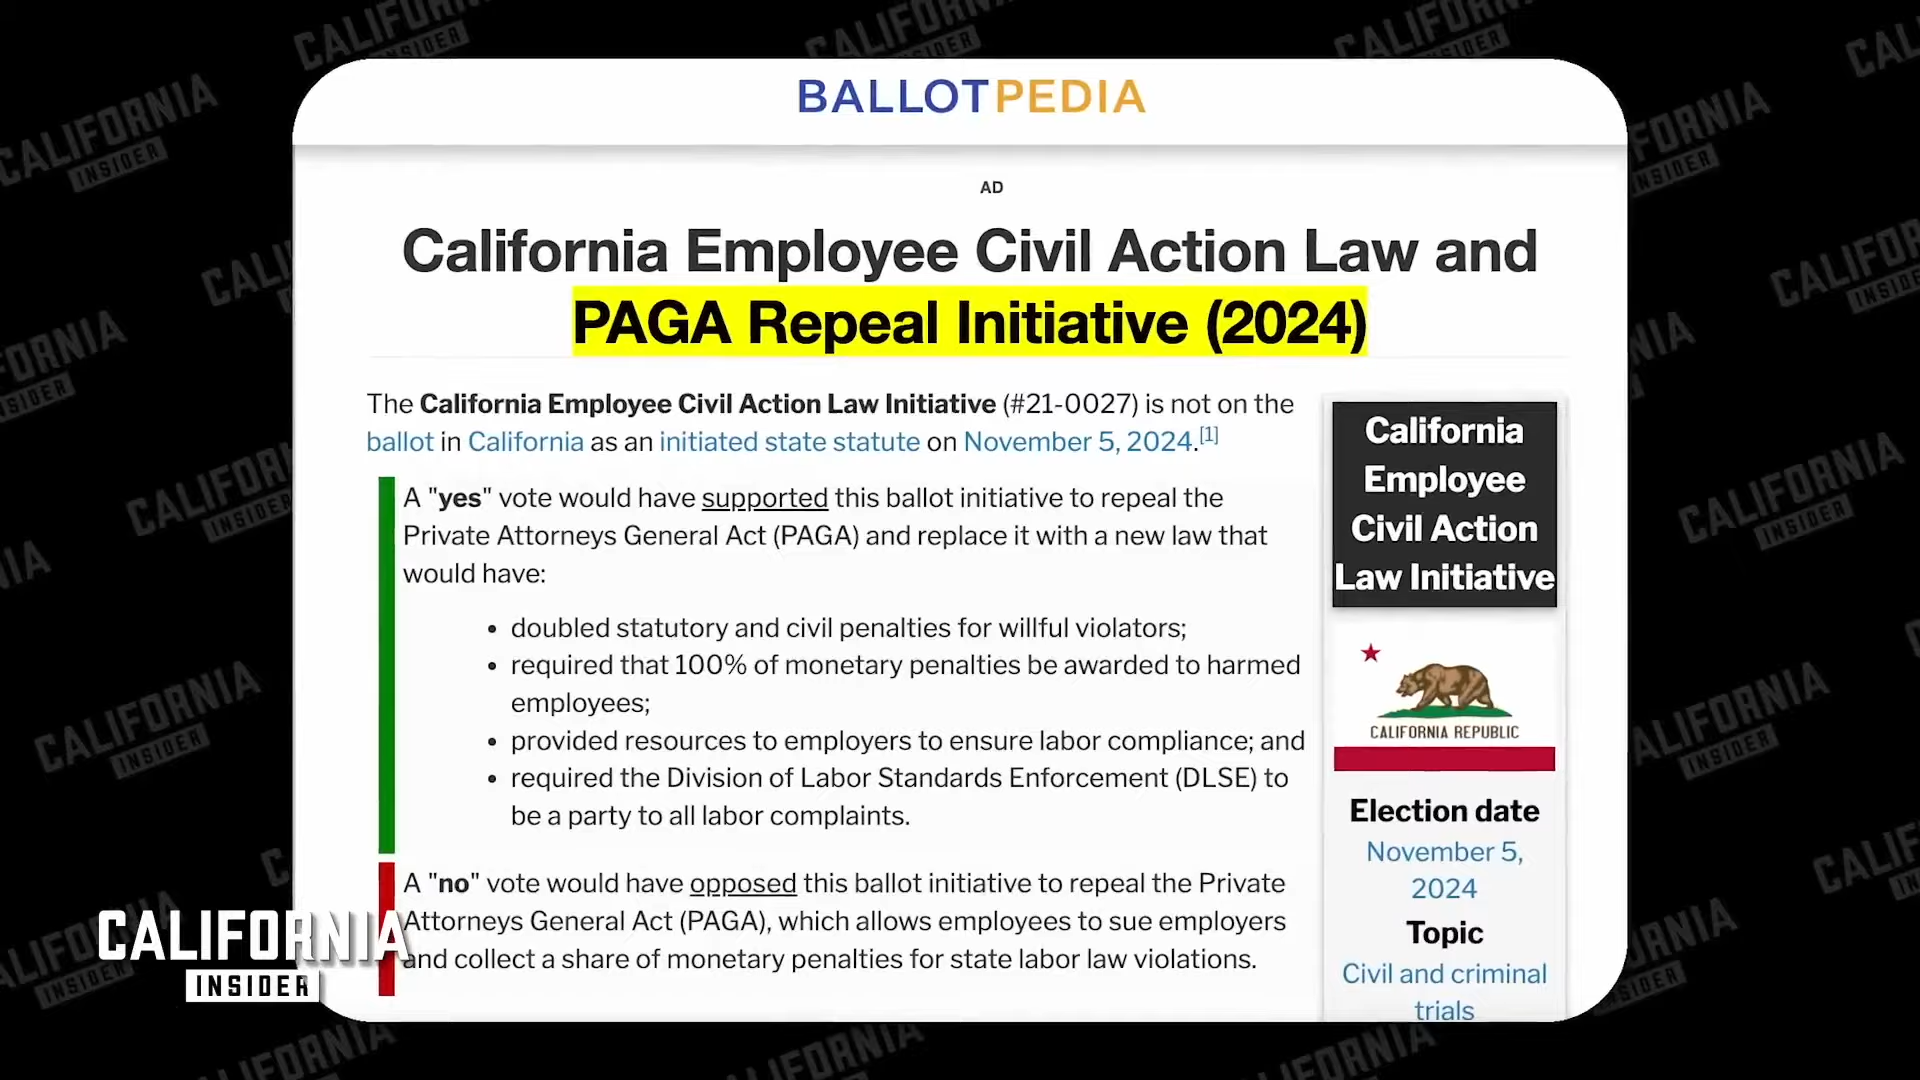 BALLOTPEDIA
AD
California Employee Civil Action Law and
PAGA Repeal Initiative (2024)
The California Employee Civil Action Law Initiative (#21-0027) is not on the
ballot in California as an initiated state statute on November 5, 2024.[1]
A "yes" vote would have supported this ballot initiative to repeal the
Private Attorneys General Act (PAGA) and replace it with a new law that
would have:
• doubled statutory and civil penalties for willful violators;
• required that 100% of monetary penalties be awarded to harmed
employees;
• provided resources to employers to ensure labor compliance; and
• required the Division of Labor Standards Enforcement (DLSE) to
be a party to all labor complaints.
A "no" vote would have opposed this ballot initiative to repeal the Private
Attorneys General Act (PAGA), which allows employees to sue employers
and collect a share of monetary penalties for state labor law violations.
California
Employee
Civil Action
Law Initiative
CALIFORNIA REPUBLIC
Election date
November 5,
2024
Topic
Civil and criminal
trials
CALIFORNIA
INSIDER